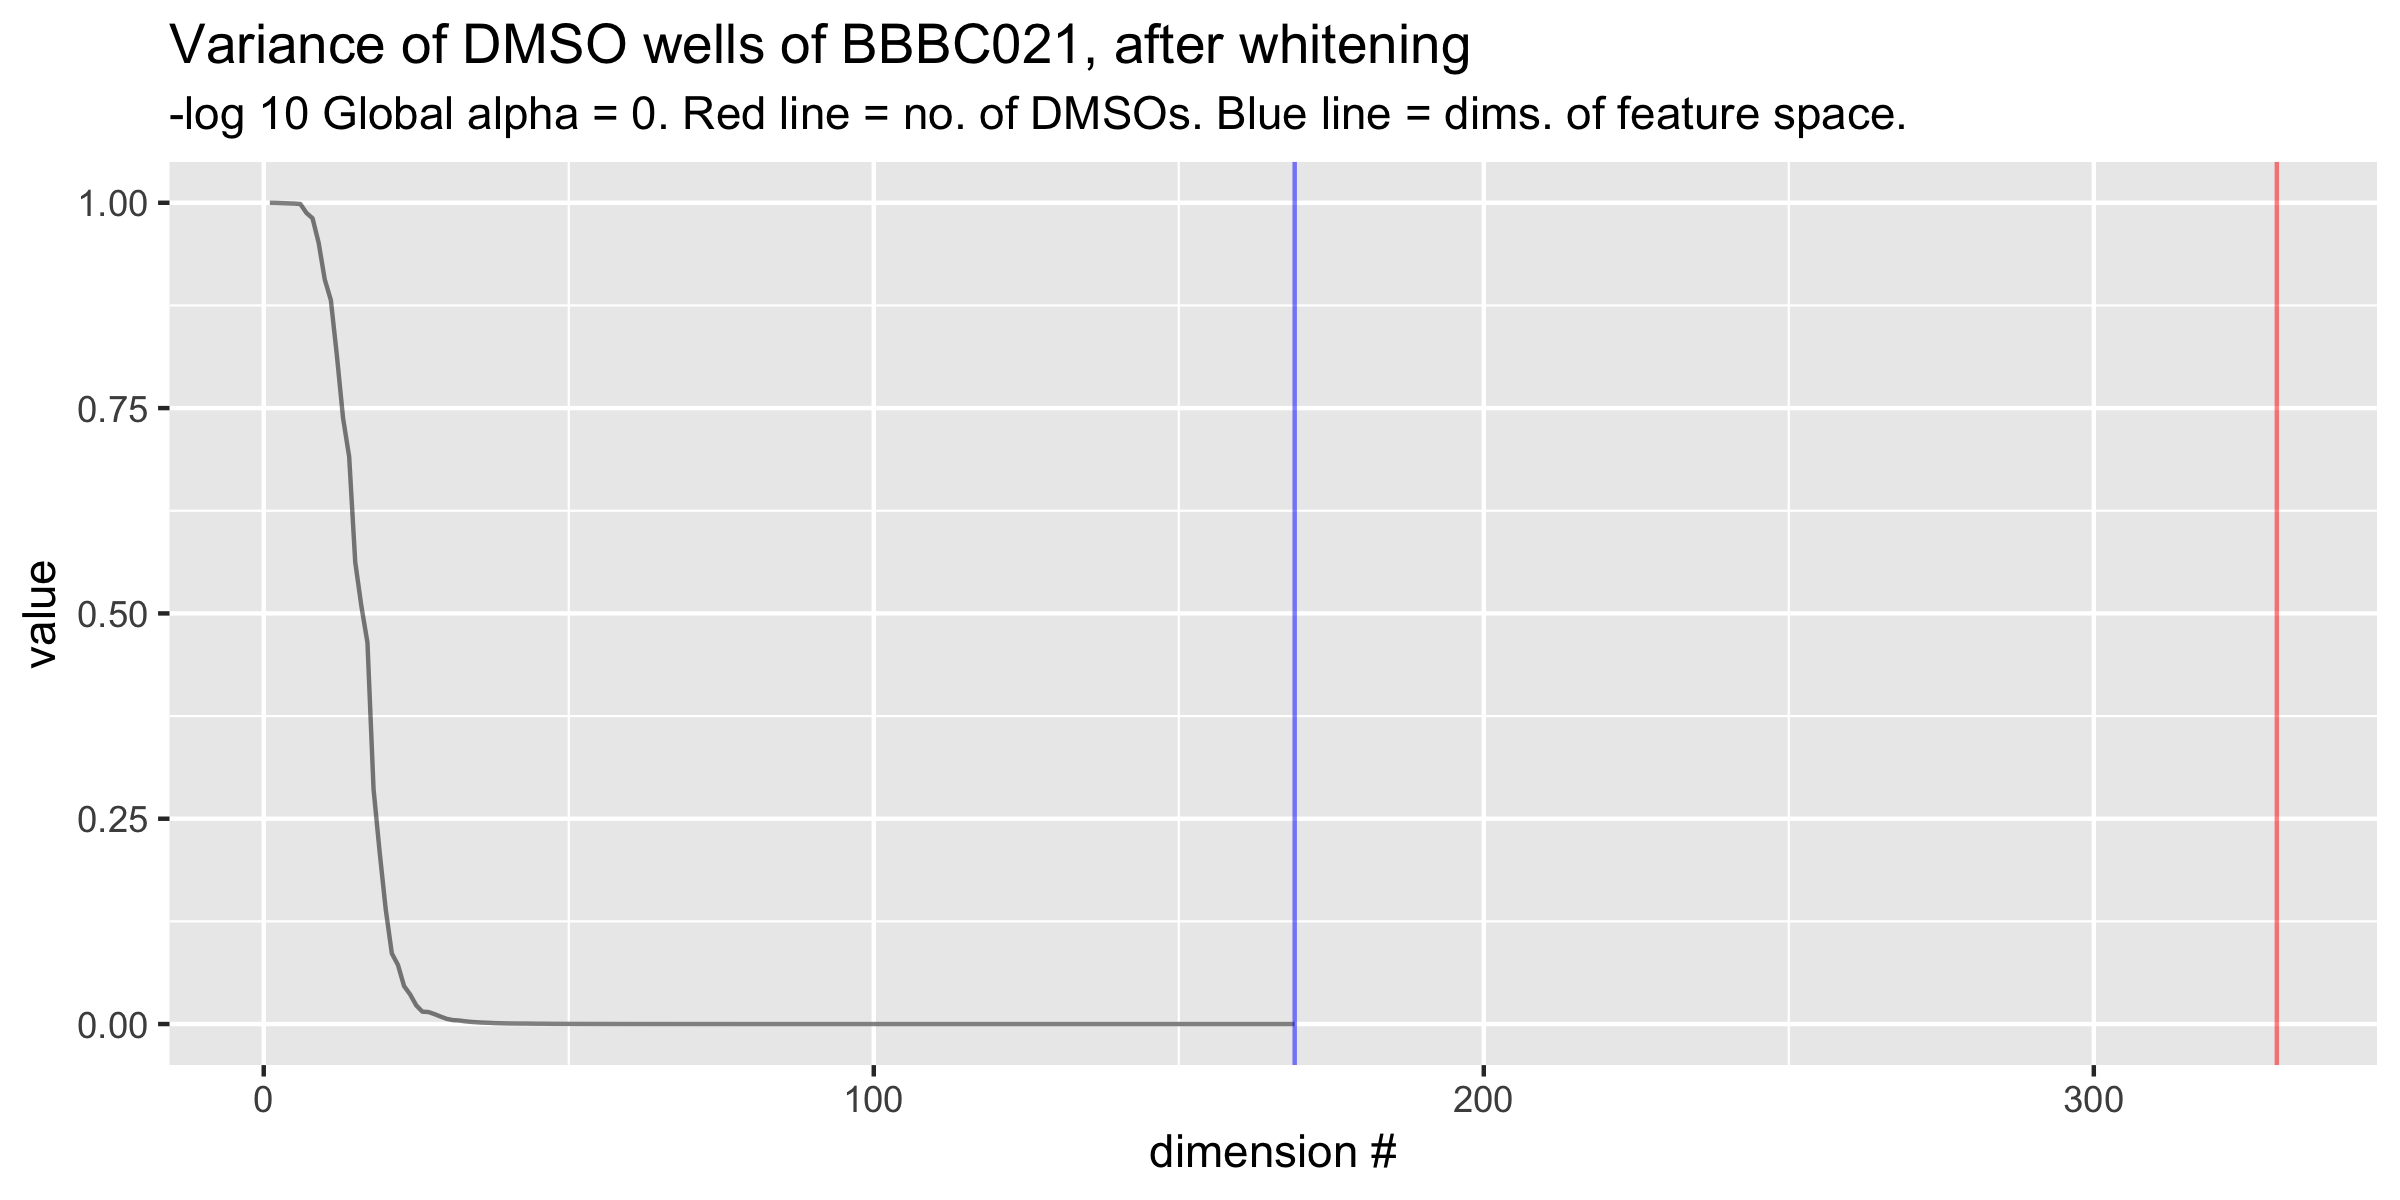 Variance of DMSO wells of BBBC021, after whitening
-log 10 Global alpha = 0. Red line = no. of DMSOs. Blue line = dims. of feature space.
1.00
0.75
0.50
0.25
0.00
value
0
100
200
300
dimension #